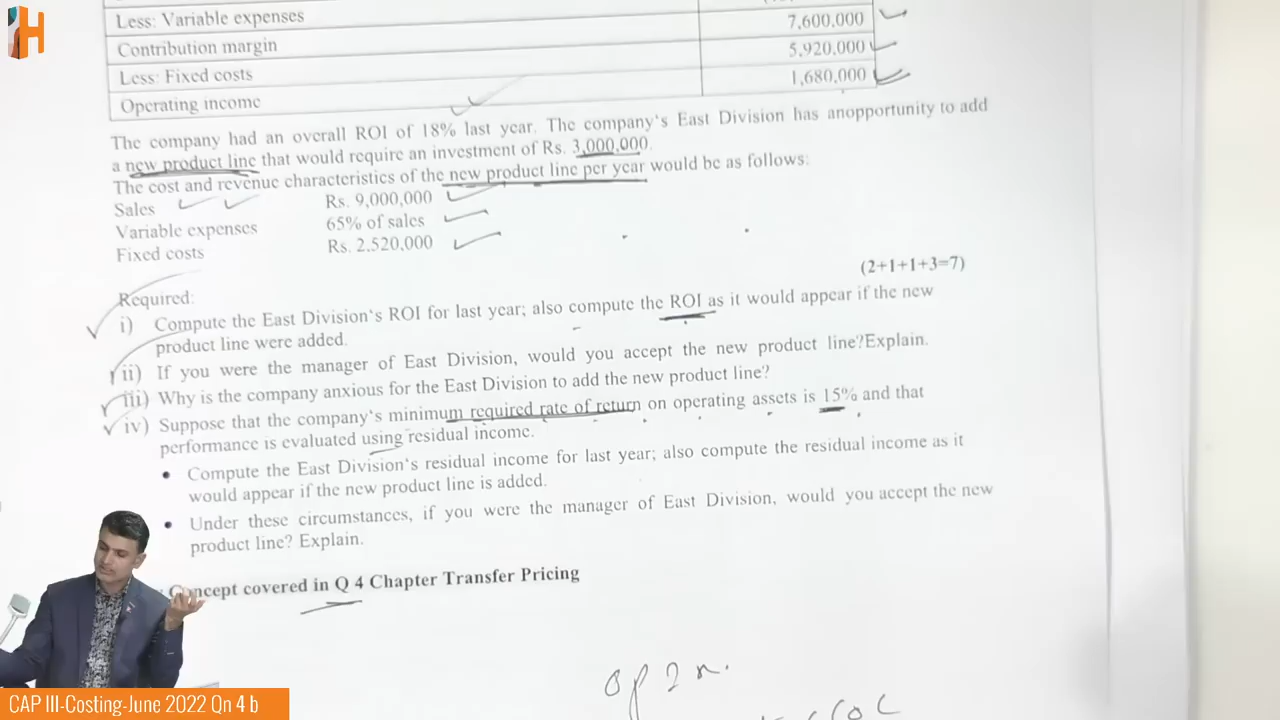 H
Less: Variable expenses 7,600,000
Contribution margin 5,920,000
Less: Fixed costs 1,680,000
Operating income
The company had an overall ROI of 18% last year. The company's East Division has anopportunity to add
a new product line that would require an investment of Rs. 3,000,000.
The cost and revenue characteristics of the new product line per year would be as follows:
Sales Rs. 9,000,000
Variable expenses 65% of sales
Fixed costs Rs. 2,520,000
(2+1+1+3=7)
Required:
i) Compute the East Division's ROI for last year; also compute the ROI as it would appear if the new
product line were added.
ii) If you were the manager of East Division, would you accept the new product line?Explain.
iii) Why is the company anxious for the East Division to add the new product line?
iv) Suppose that the company's minimum required rate of return on operating assets is 15% and that
performance is evaluated using residual income.
• Compute the East Division's residual income for last year; also compute the residual income as it
would appear if the new product line is added.
• Under these circumstances, if you were the manager of East Division, would you accept the new
product line? Explain.
Concept covered in Q 4 Chapter Transfer Pricing
CAP III-Costing-June 2022 Qn 4 b